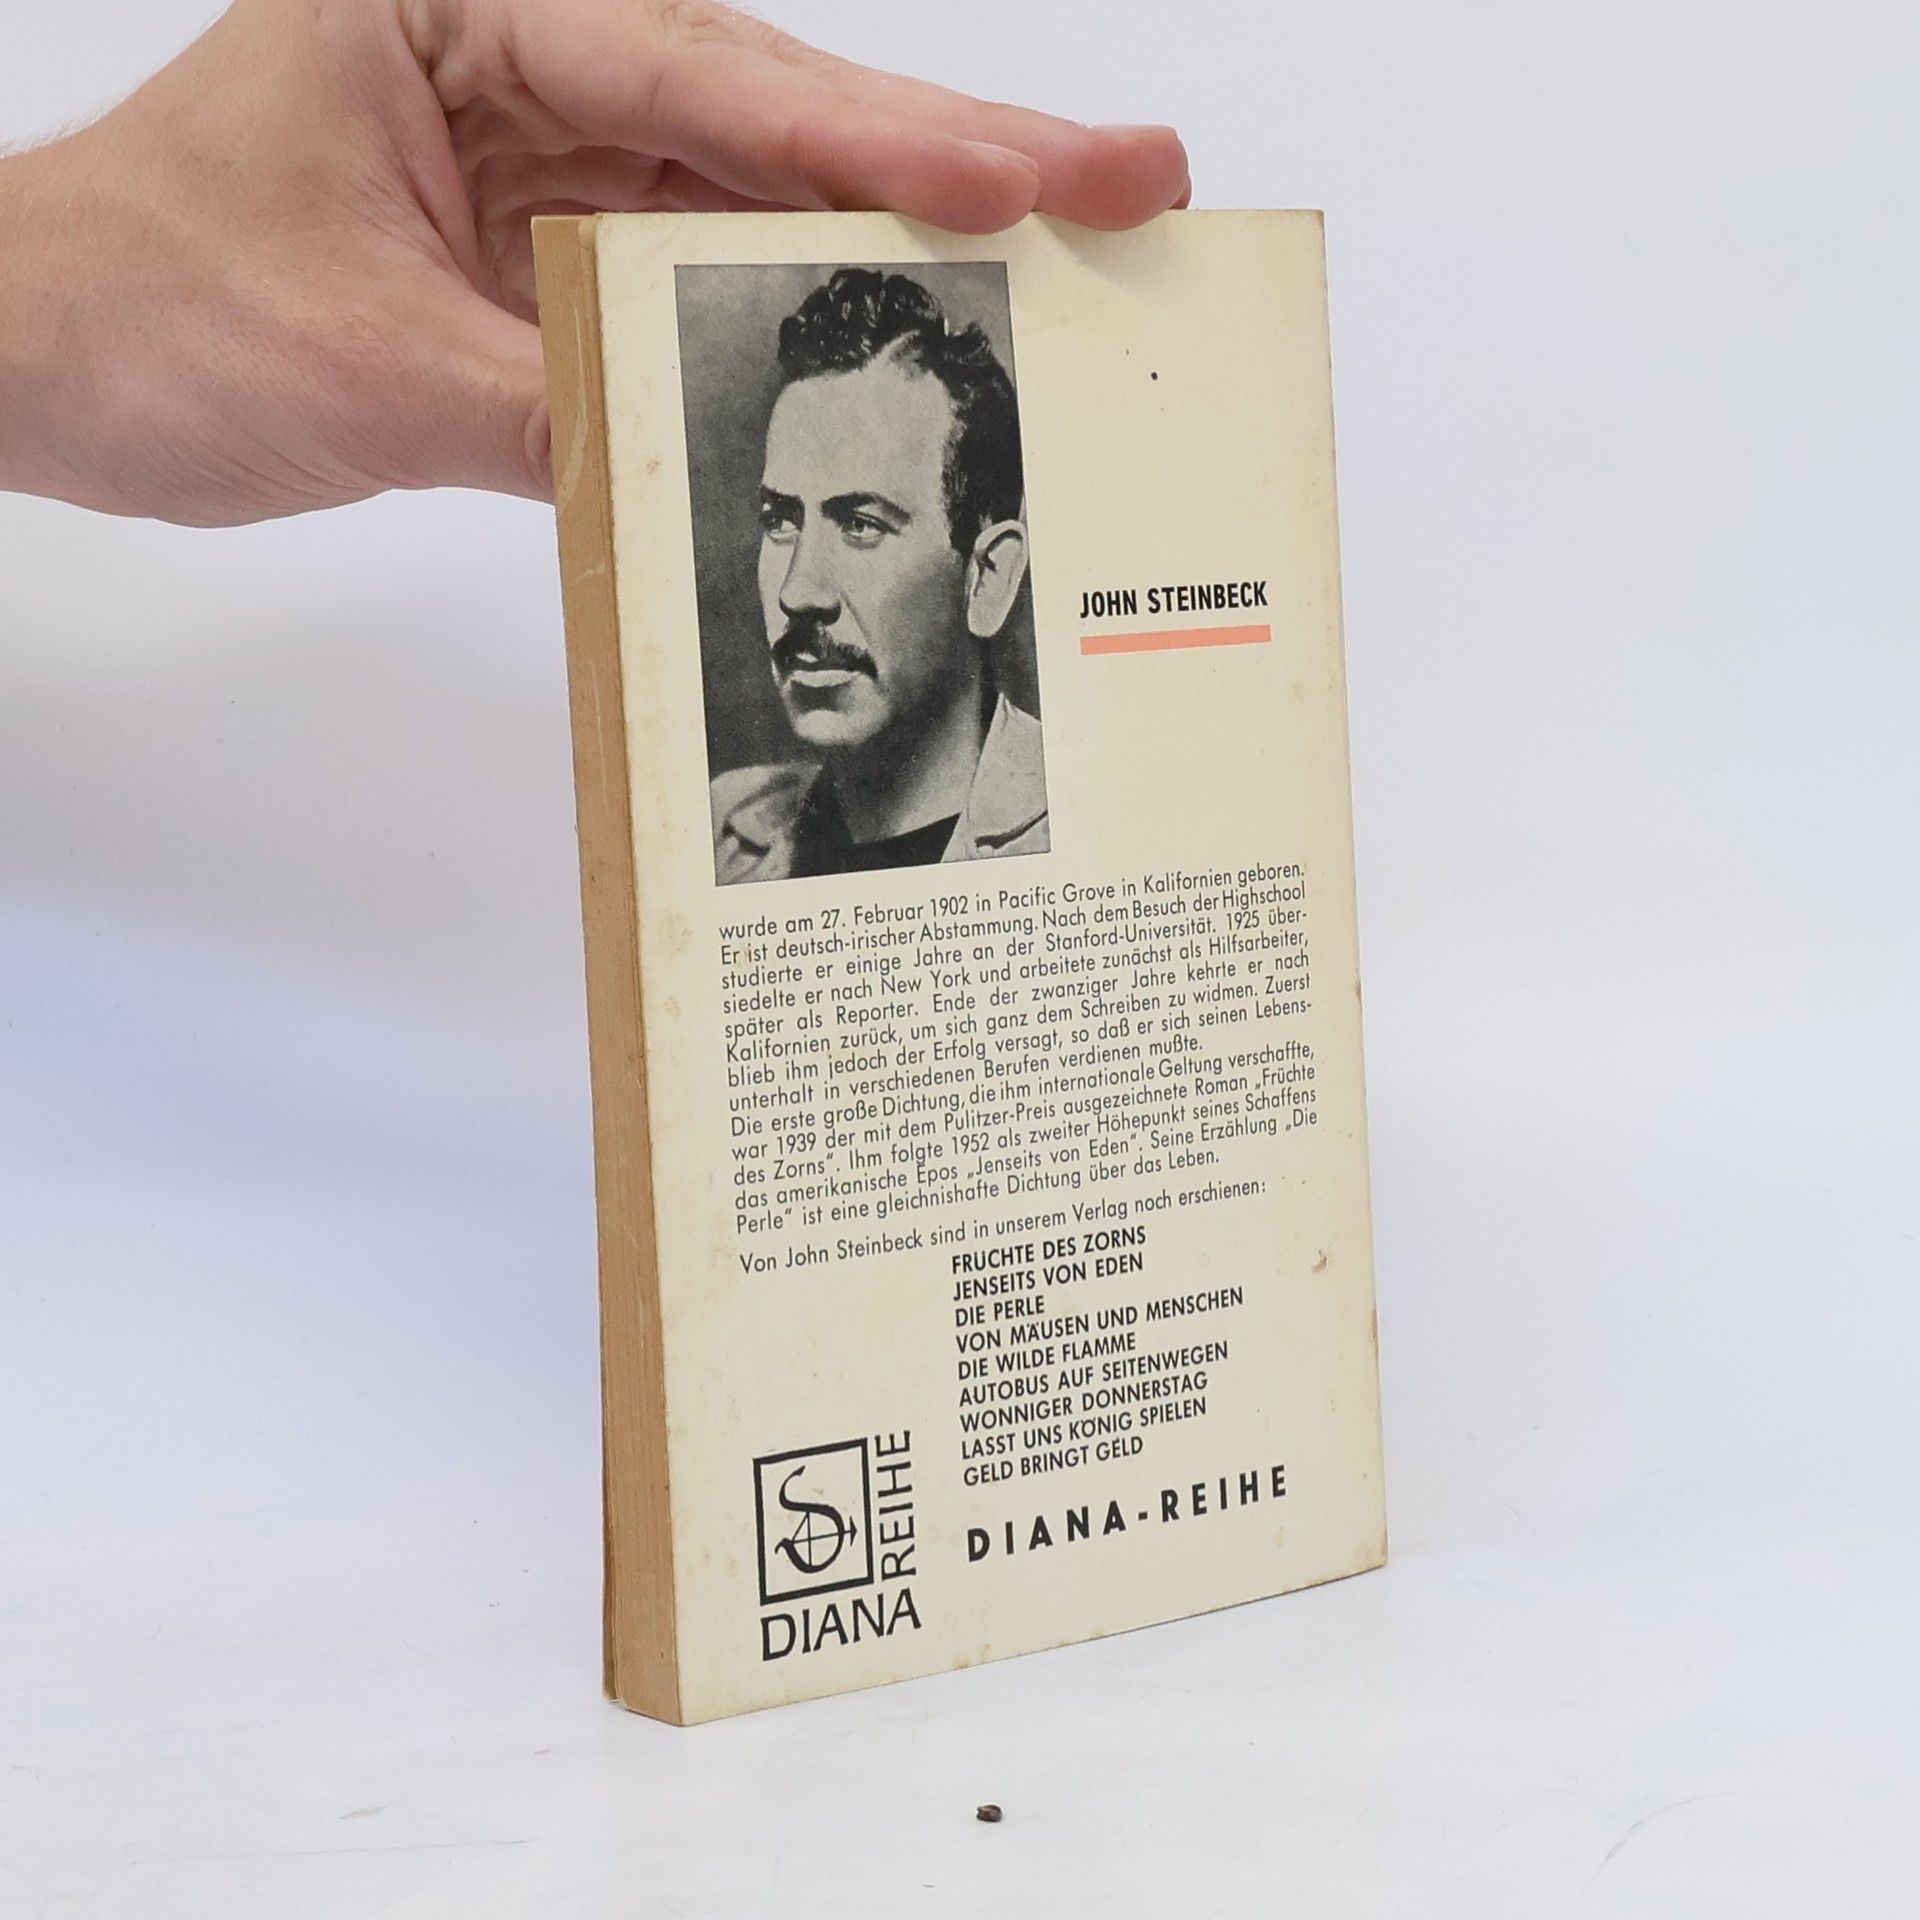 JOHN STEINBECK
wurde am 27. Februar 1902 in Pacific Grove in Kalifornien geboren.
Er ist deutsch-irischer Abstammung. Nach dem Besuch der Highschool
studierte er einige Jahre an der Stanford-Universität. 1925 über-
siedelte er nach New York und arbeitete zunächst als Hilfsarbeiter,
später als Reporter. Ende der zwanziger Jahre kehrte er nach
Kalifornien zurück, um sich ganz dem Schreiben zu widmen. Zuerst
blieb ihm jedoch der Erfolg versagt, so daß er sich seinen Lebens-
unterhalt in verschiedenen Berufen verdienen mußte.
Die erste große Dichtung, die ihm internationale Geltung verschaffte,
war 1939 der mit dem Pulitzer-Preis ausgezeichnete Roman „Früchte
des Zorns“. Ihm folgte 1952 als zweiter Höhepunkt seines Schaffens
das amerikanische Epos „Jenseits von Eden“. Seine Erzählung „Die
Perle“ ist eine gleichnishafte Dichtung über das Leben.
Von John Steinbeck sind in unserem Verlag noch erschienen:
FRÜCHTE DES ZORNS
JENSEITS VON EDEN
DIE PERLE
VON MÄUSEN UND MENSCHEN
DIE WILDE FLAMME
AUTOBUS AUF SEITENWEGEN
WONNIGER DONNERSTAG
LASST UNS KÖNIG SPIELEN
GELD BRINGT GELD
DIANA-REIHE
DIANA
REIHE